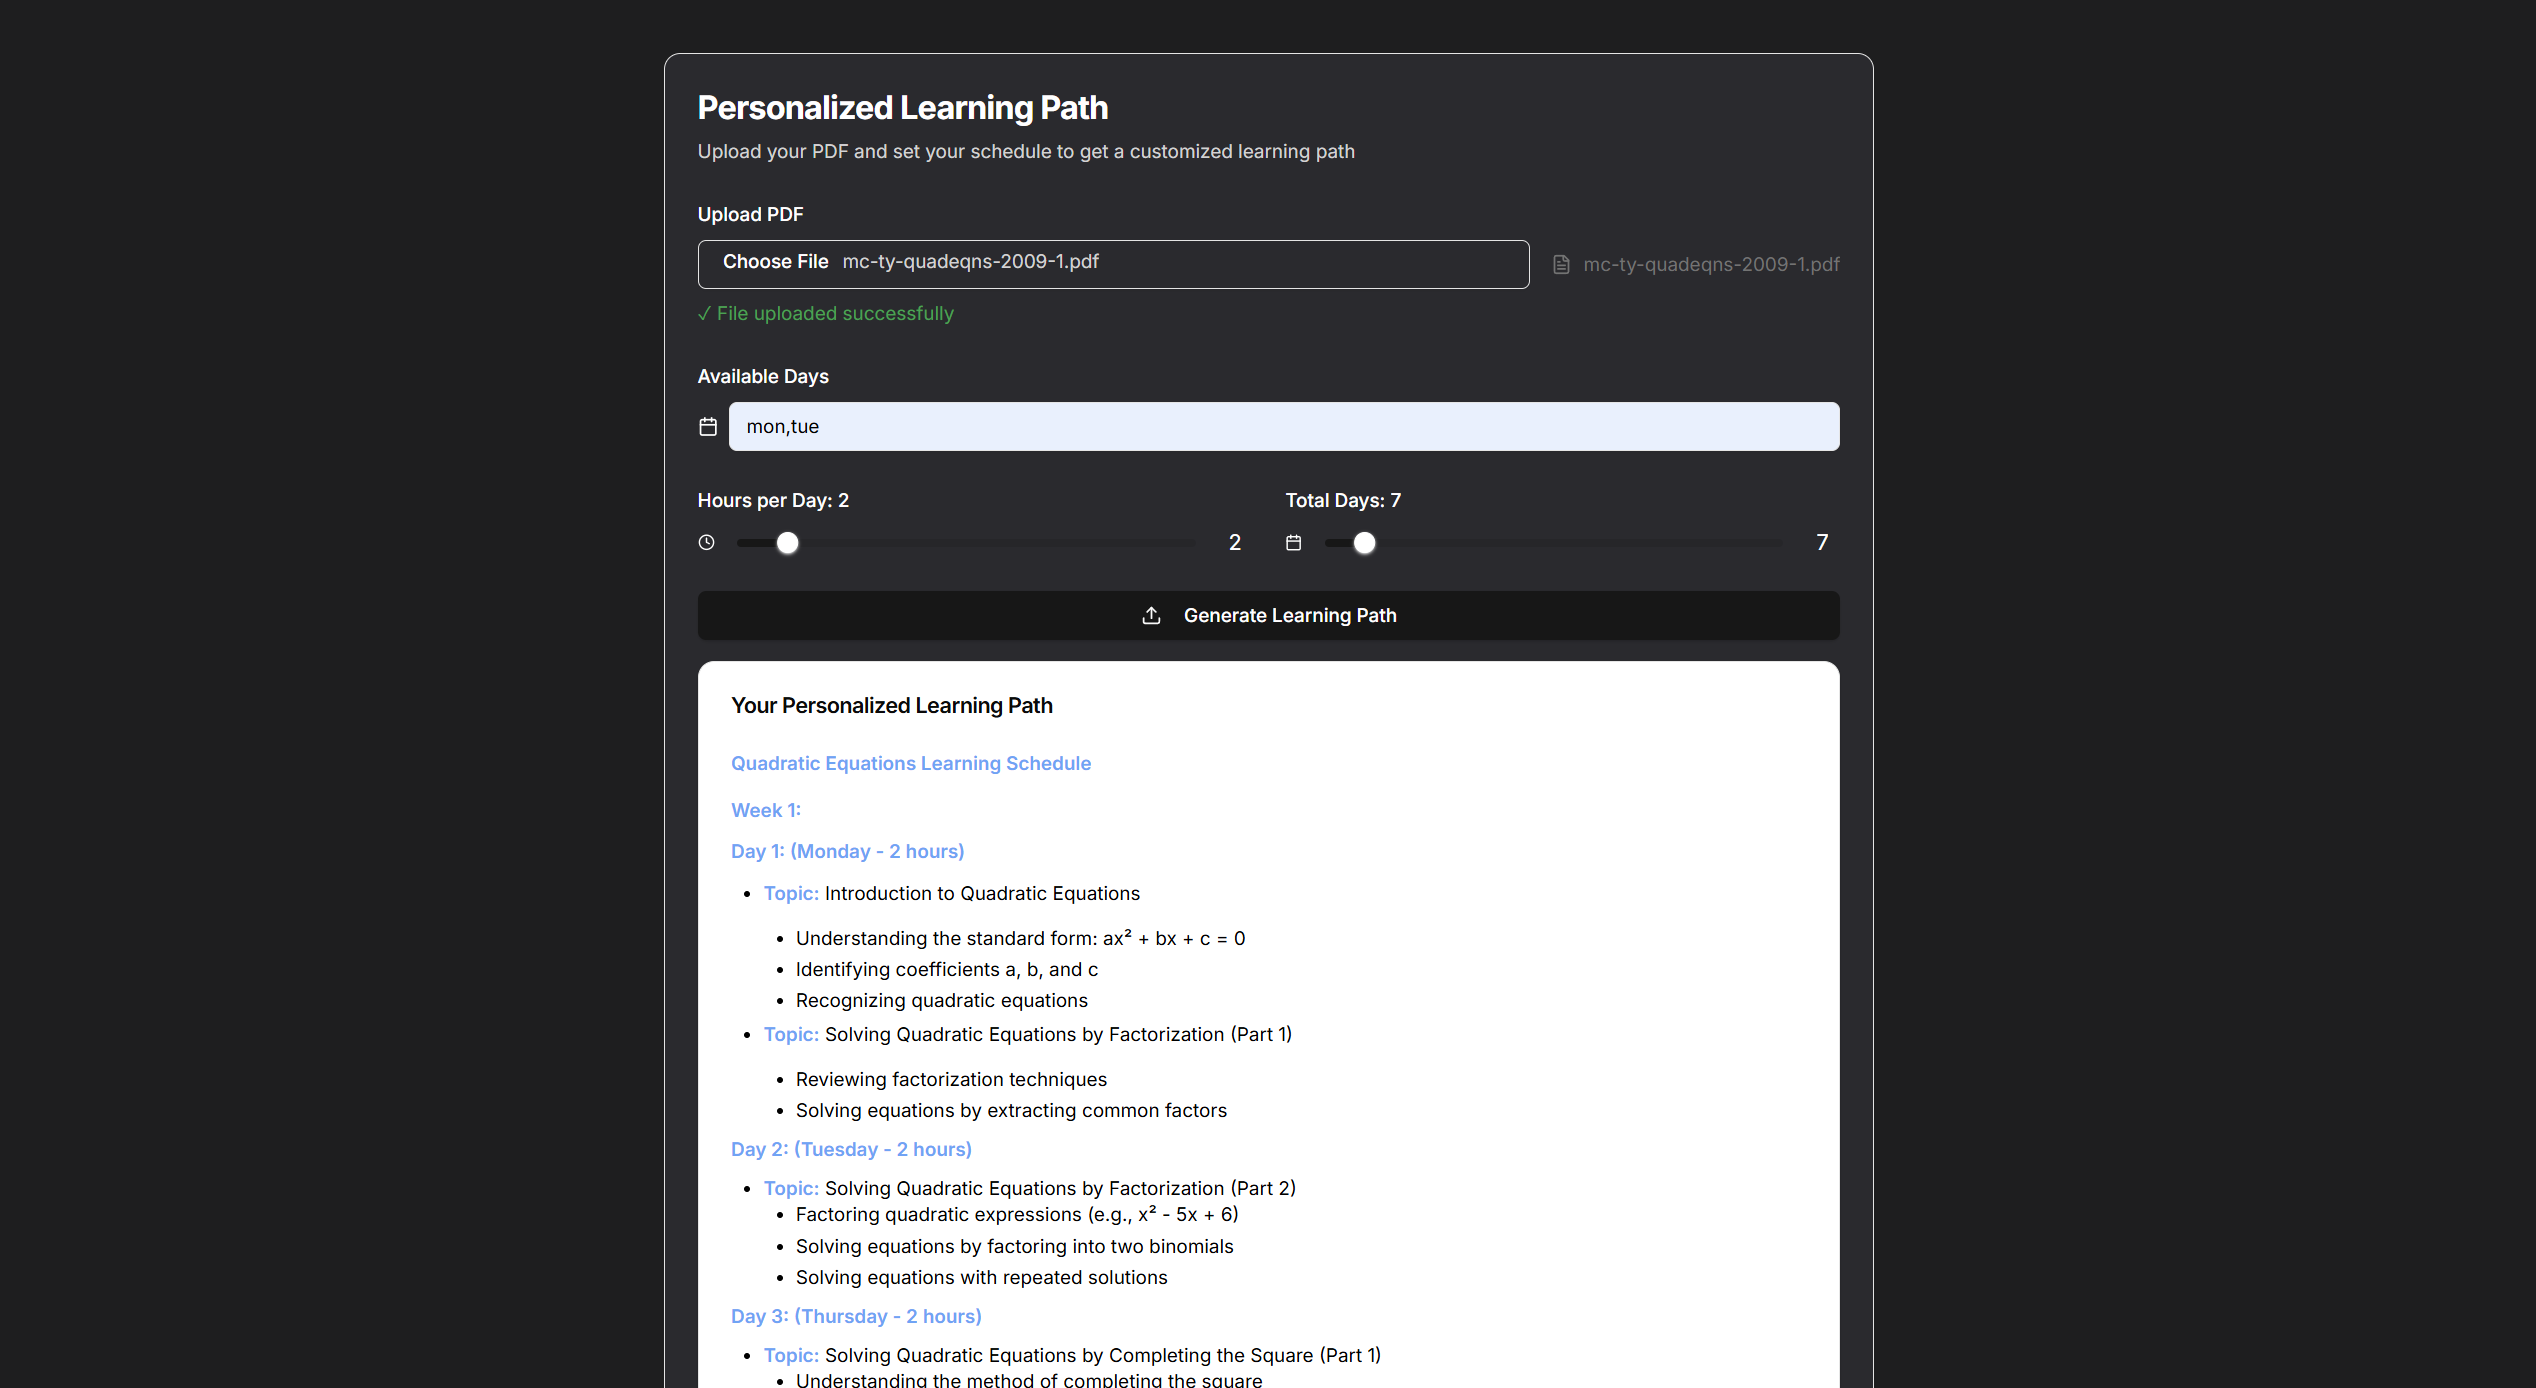 Personalized Learning Path
Upload your PDF and set your schedule to get a customized learning path
Upload PDF
Choose File mc-ty-quadeqns-2009-1.pdf
mc-ty-quadeqns-2009-1.pdf
✓ File uploaded successfully
Available Days
mon,tue
Hours per Day: 2
Total Days: 7
2
7
Generate Learning Path
Your Personalized Learning Path
Quadratic Equations Learning Schedule
Week 1:
Day 1: (Monday - 2 hours)
• Topic: Introduction to Quadratic Equations
• Understanding the standard form: ax² + bx + c = 0
• Identifying coefficients a, b, and c
• Recognizing quadratic equations
• Topic: Solving Quadratic Equations by Factorization (Part 1)
• Reviewing factorization techniques
• Solving equations by extracting common factors
Day 2: (Tuesday - 2 hours)
• Topic: Solving Quadratic Equations by Factorization (Part 2)
• Factoring quadratic expressions (e.g., x² - 5x + 6)
• Solving equations by factoring into two binomials
• Solving equations with repeated solutions
Day 3: (Thursday - 2 hours)
• Topic: Solving Quadratic Equations by Completing the Square (Part 1)
• Understanding the method of completing the square